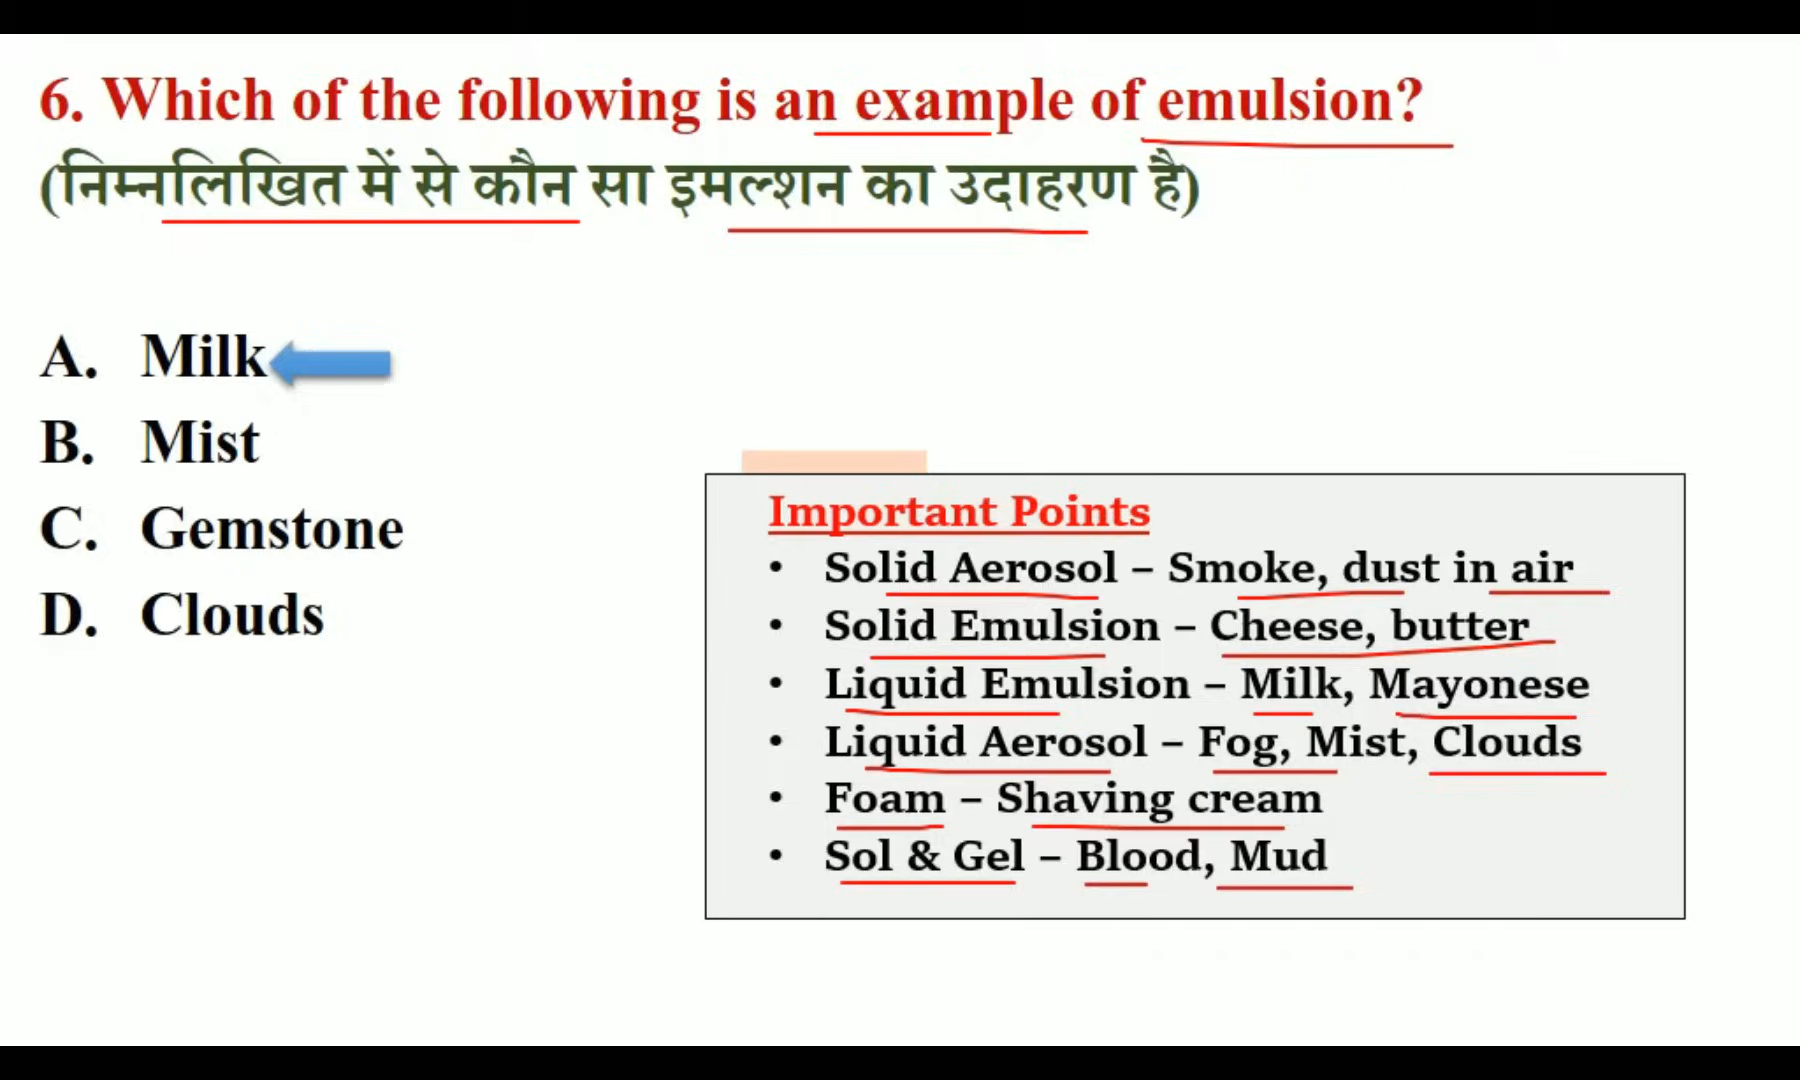 6. Which of the following is an example of emulsion?
(निम्नलिखित में से कौन सा इमल्शन का उदाहरण है)
A. Milk
B. Mist
C. Gemstone
D. Clouds
Important Points
• Solid Aerosol – Smoke, dust in air
• Solid Emulsion – Cheese, butter
• Liquid Emulsion – Milk, Mayonese
• Liquid Aerosol – Fog, Mist, Clouds
• Foam – Shaving cream
• Sol & Gel – Blood, Mud